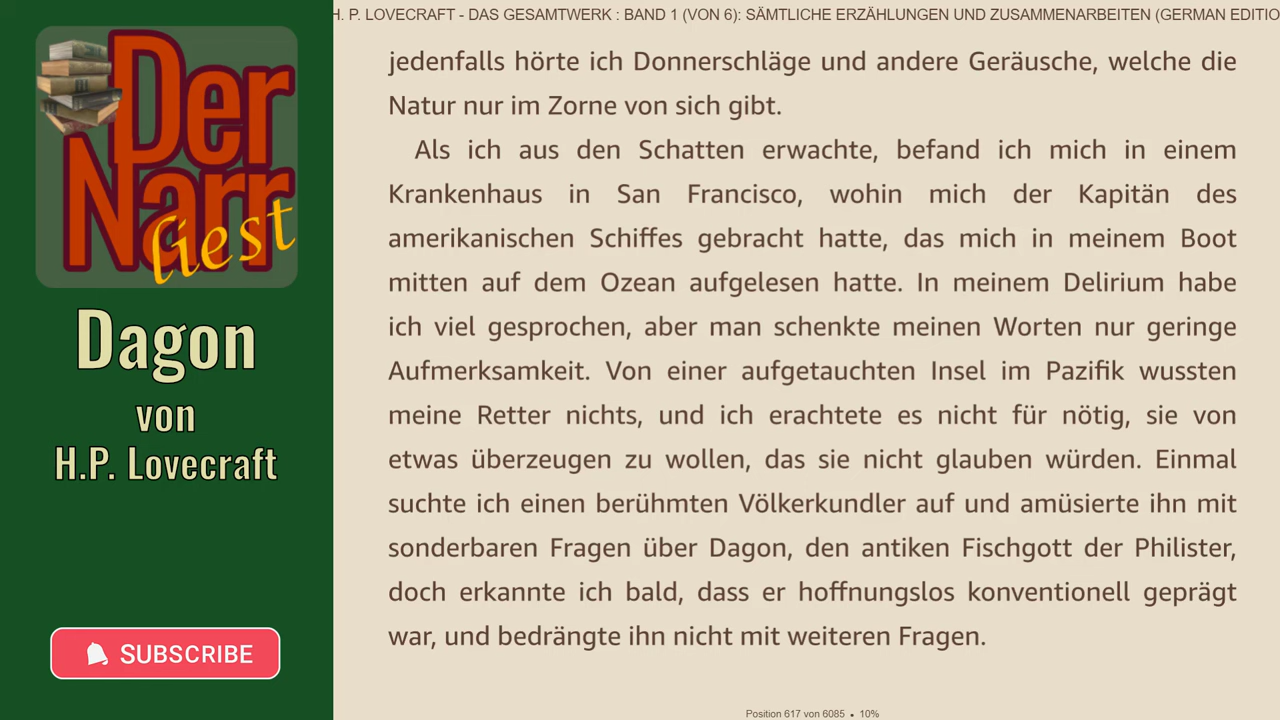 H. P. LOVECRAFT - DAS GESAMTWERK : BAND 1 (VON 6): SÄMTLICHE ERZÄHLUNGEN UND ZUSAMMENARBEITEN (GERMAN EDITIO
Der
Narr
liest
Dagon
von
H.P. Lovecraft
SUBSCRIBE
jedenfalls hörte ich Donnerschläge und andere Geräusche, welche die
Natur nur im Zorne von sich gibt.
Als ich aus den Schatten erwachte, befand ich mich in einem
Krankenhaus in San Francisco, wohin mich der Kapitän des
amerikanischen Schiffes gebracht hatte, das mich in meinem Boot
mitten auf dem Ozean aufgelesen hatte. In meinem Delirium habe
ich viel gesprochen, aber man schenkte meinen Worten nur geringe
Aufmerksamkeit. Von einer aufgetauchten Insel im Pazifik wussten
meine Retter nichts, und ich erachtete es nicht für nötig, sie von
etwas überzeugen zu wollen, das sie nicht glauben würden. Einmal
suchte ich einen berühmten Völkerkundler auf und amüsierte ihn mit
sonderbaren Fragen über Dagon, den antiken Fischgott der Philister,
doch erkannte ich bald, dass er hoffnungslos konventionell geprägt
war, und bedrängte ihn nicht mit weiteren Fragen.
Position 617 von 6085 • 10%